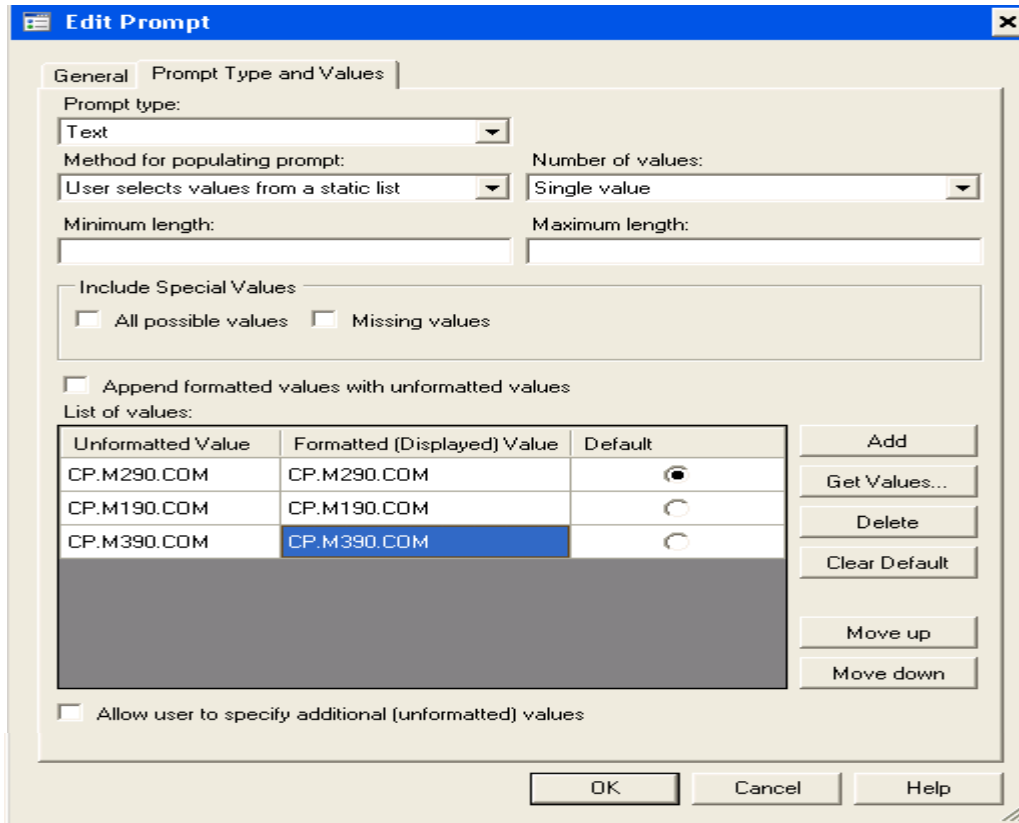 Edit Prompt
General Prompt Type and Values
Prompt type:
Text
Method for populating prompt: Number of values:
User selects values from a static list Single value
Minimum length: Maximum length:
Include Special Values
All possible values Missing values
Append formatted values with unformatted values
List of values:
Unformatted Value Formatted (Displayed) Value Default Add
CP.M290.COM CP.M290.COM Get Values...
CP.M190.COM CP.M190.COM Delete
CP.M390.COM CP.M390.COM Clear Default
Move up
Move down
Allow user to specify additional (unformatted) values
OK Cancel Help